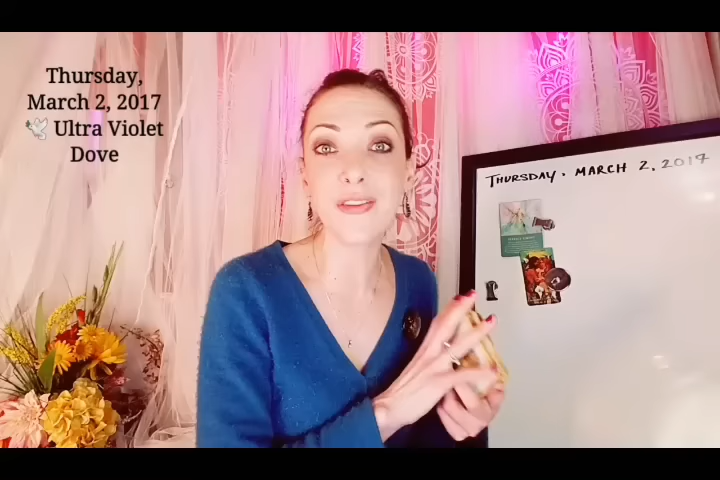 Thursday,
March 2, 2017
🕊️ Ultra Violet
Dove
THURSDAY. MARCH 2, 2017